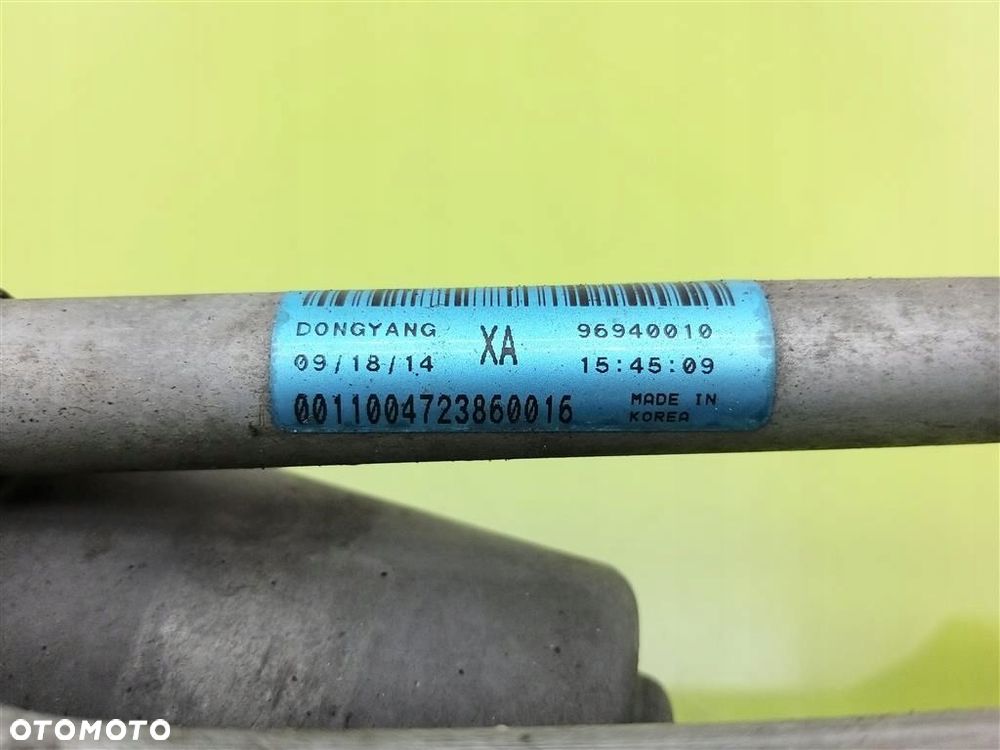 DONGYANG XA 96940010
09/18/14 15:45:09
0011004723860016 MADE IN
KOREA
OTOMOTO